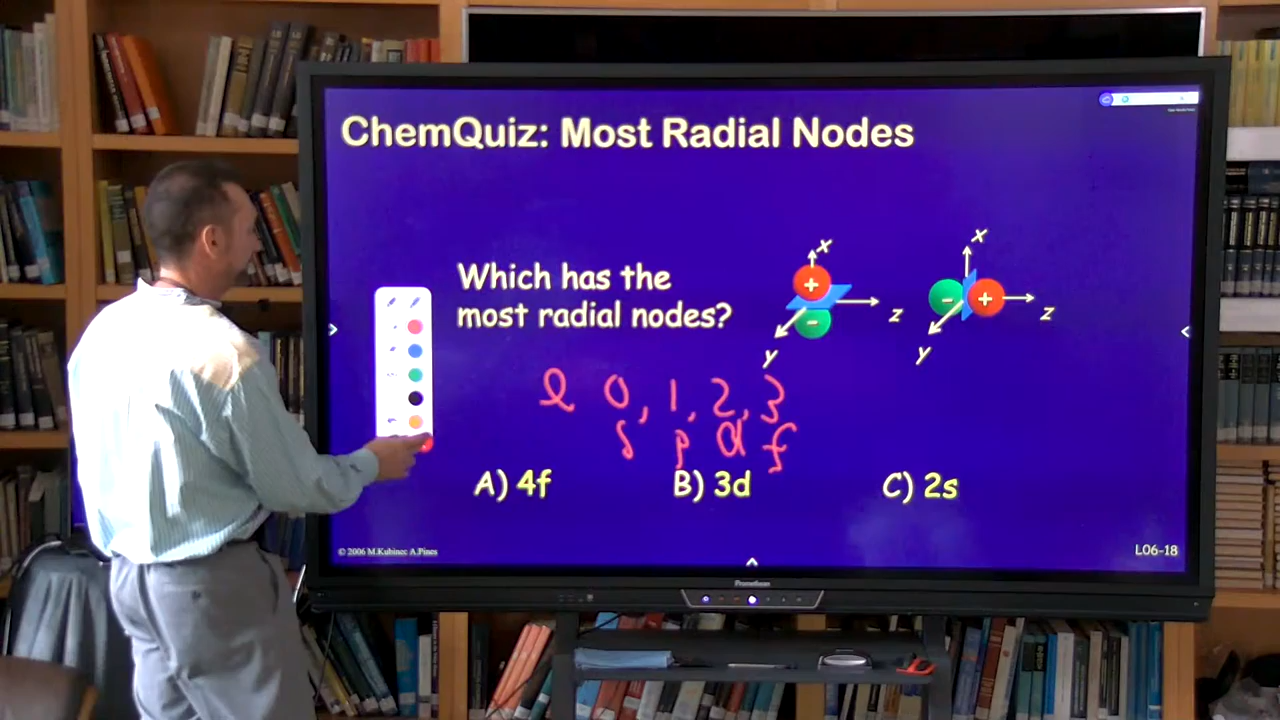 ChemQuiz: Most Radial Nodes
Which has the
most radial nodes?
x
+
-
z
y
x
-
+
z
y
l 0, 1, 2, 3
s p d f
A) 4f
B) 3d
C) 2s
© 2006 M.Kubinec A.Pines
L06-18
Promethean